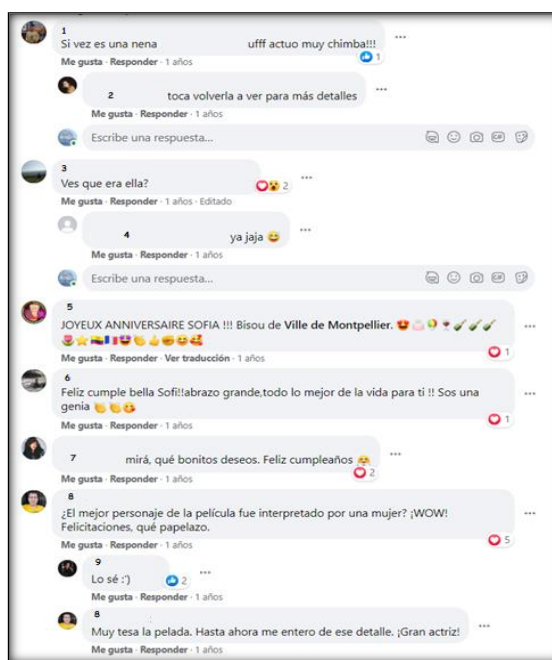 1
Si vez es una nena ufff actuo muy chimba!!!
1
Me gusta · Responder · 1 años
2 toca volverla a ver para más detalles
Me gusta · Responder · 1 años
Escribe una respuesta...
3
Ves que era ella?
2
Me gusta · Responder · 1 años · Editado
4 ya jaja 😅
Me gusta · Responder · 1 años
Escribe una respuesta...
5
JOYEUX ANNIVERSAIRE SOFIA !!! Bisou de Ville de Montpellier.
1
Me gusta · Responder · Ver traducción · 1 años
6
Feliz cumple bella Sofi!!abrazo grande,todo lo mejor de la vida para ti !! Sos una
genia 👏👏😘
1
Me gusta · Responder · 1 años
7 mirá, qué bonitos deseos. Feliz cumpleaños
2
Me gusta · Responder · 1 años
8
¿El mejor personaje de la película fue interpretado por una mujer? ¡WOW!
Felicitaciones, qué papelazo.
5
Me gusta · Responder · 1 años
9
Lo sé :')
2
Me gusta · Responder · 1 años
8
Muy tesa la pelada. Hasta ahora me entero de ese detalle. ¡Gran actriz!
Me gusta · Responder · 1 años